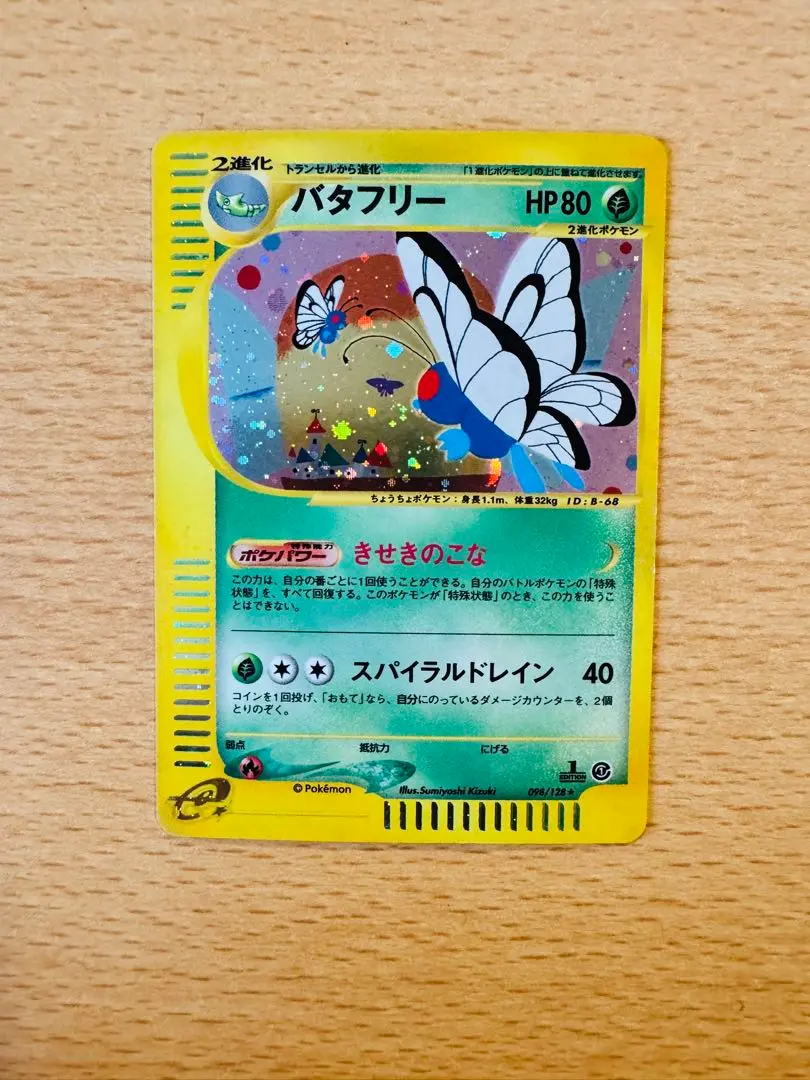 2進化
トランセルから進化
「1進化ポケモン」の上に重ねて進化させます。
バタフリー HP80
2進化ポケモン
ちょうちょポケモン：身長1.1m、体重32kg ID：B-68
特殊能力
ポケパワー きせきのこな
この力は、自分の番ごとに1回使うことができる。自分のバトルポケモンの「特殊
状態」を、すべて回復する。このポケモンが「特殊状態」のとき、この力を使うこ
とはできない。
スパイラルドレイン 40
コインを1回投げ、「おもて」なら、自分にのっているダメージカウンターを、2個
とりのぞく。
弱点 抵抗力 にげる
1
EDITION
© Pokémon Illus.Sumiyoshi Kizuki 098/128★
e